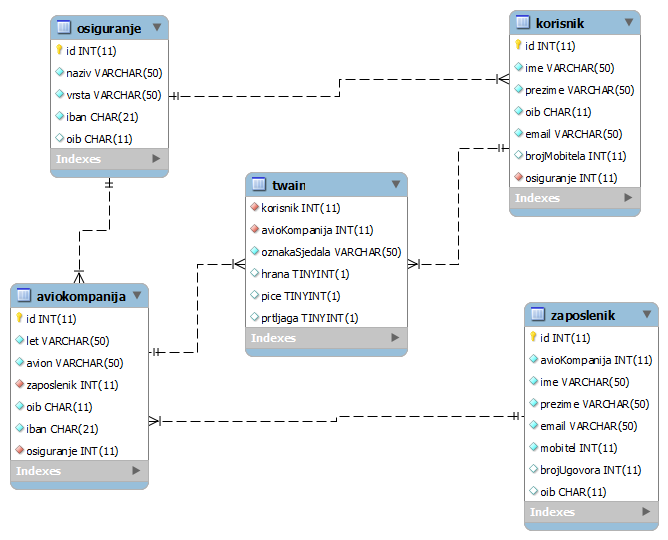 osiguranje
id INT(11)
naziv VARCHAR(50)
vrsta VARCHAR(50)
iban CHAR(21)
oib CHAR(11)
Indexes
korisnik
id INT(11)
ime VARCHAR(50)
prezime VARCHAR(50)
oib CHAR(11)
email VARCHAR(50)
brojMobitela INT(11)
osiguranje INT(11)
Indexes
twain
korisnik INT(11)
avioKompanija INT(11)
oznakaSjedala VARCHAR(50)
hrana TINYINT(1)
pice TINYINT(1)
prtljaga TINYINT(1)
Indexes
aviokompanija
id INT(11)
let VARCHAR(50)
avion VARCHAR(50)
zaposlenik INT(11)
oib CHAR(11)
iban CHAR(21)
osiguranje INT(11)
Indexes
zaposlenik
id INT(11)
avioKompanija INT(11)
ime VARCHAR(50)
prezime VARCHAR(50)
email VARCHAR(50)
mobitel INT(11)
brojUgovora INT(11)
oib CHAR(11)
Indexes